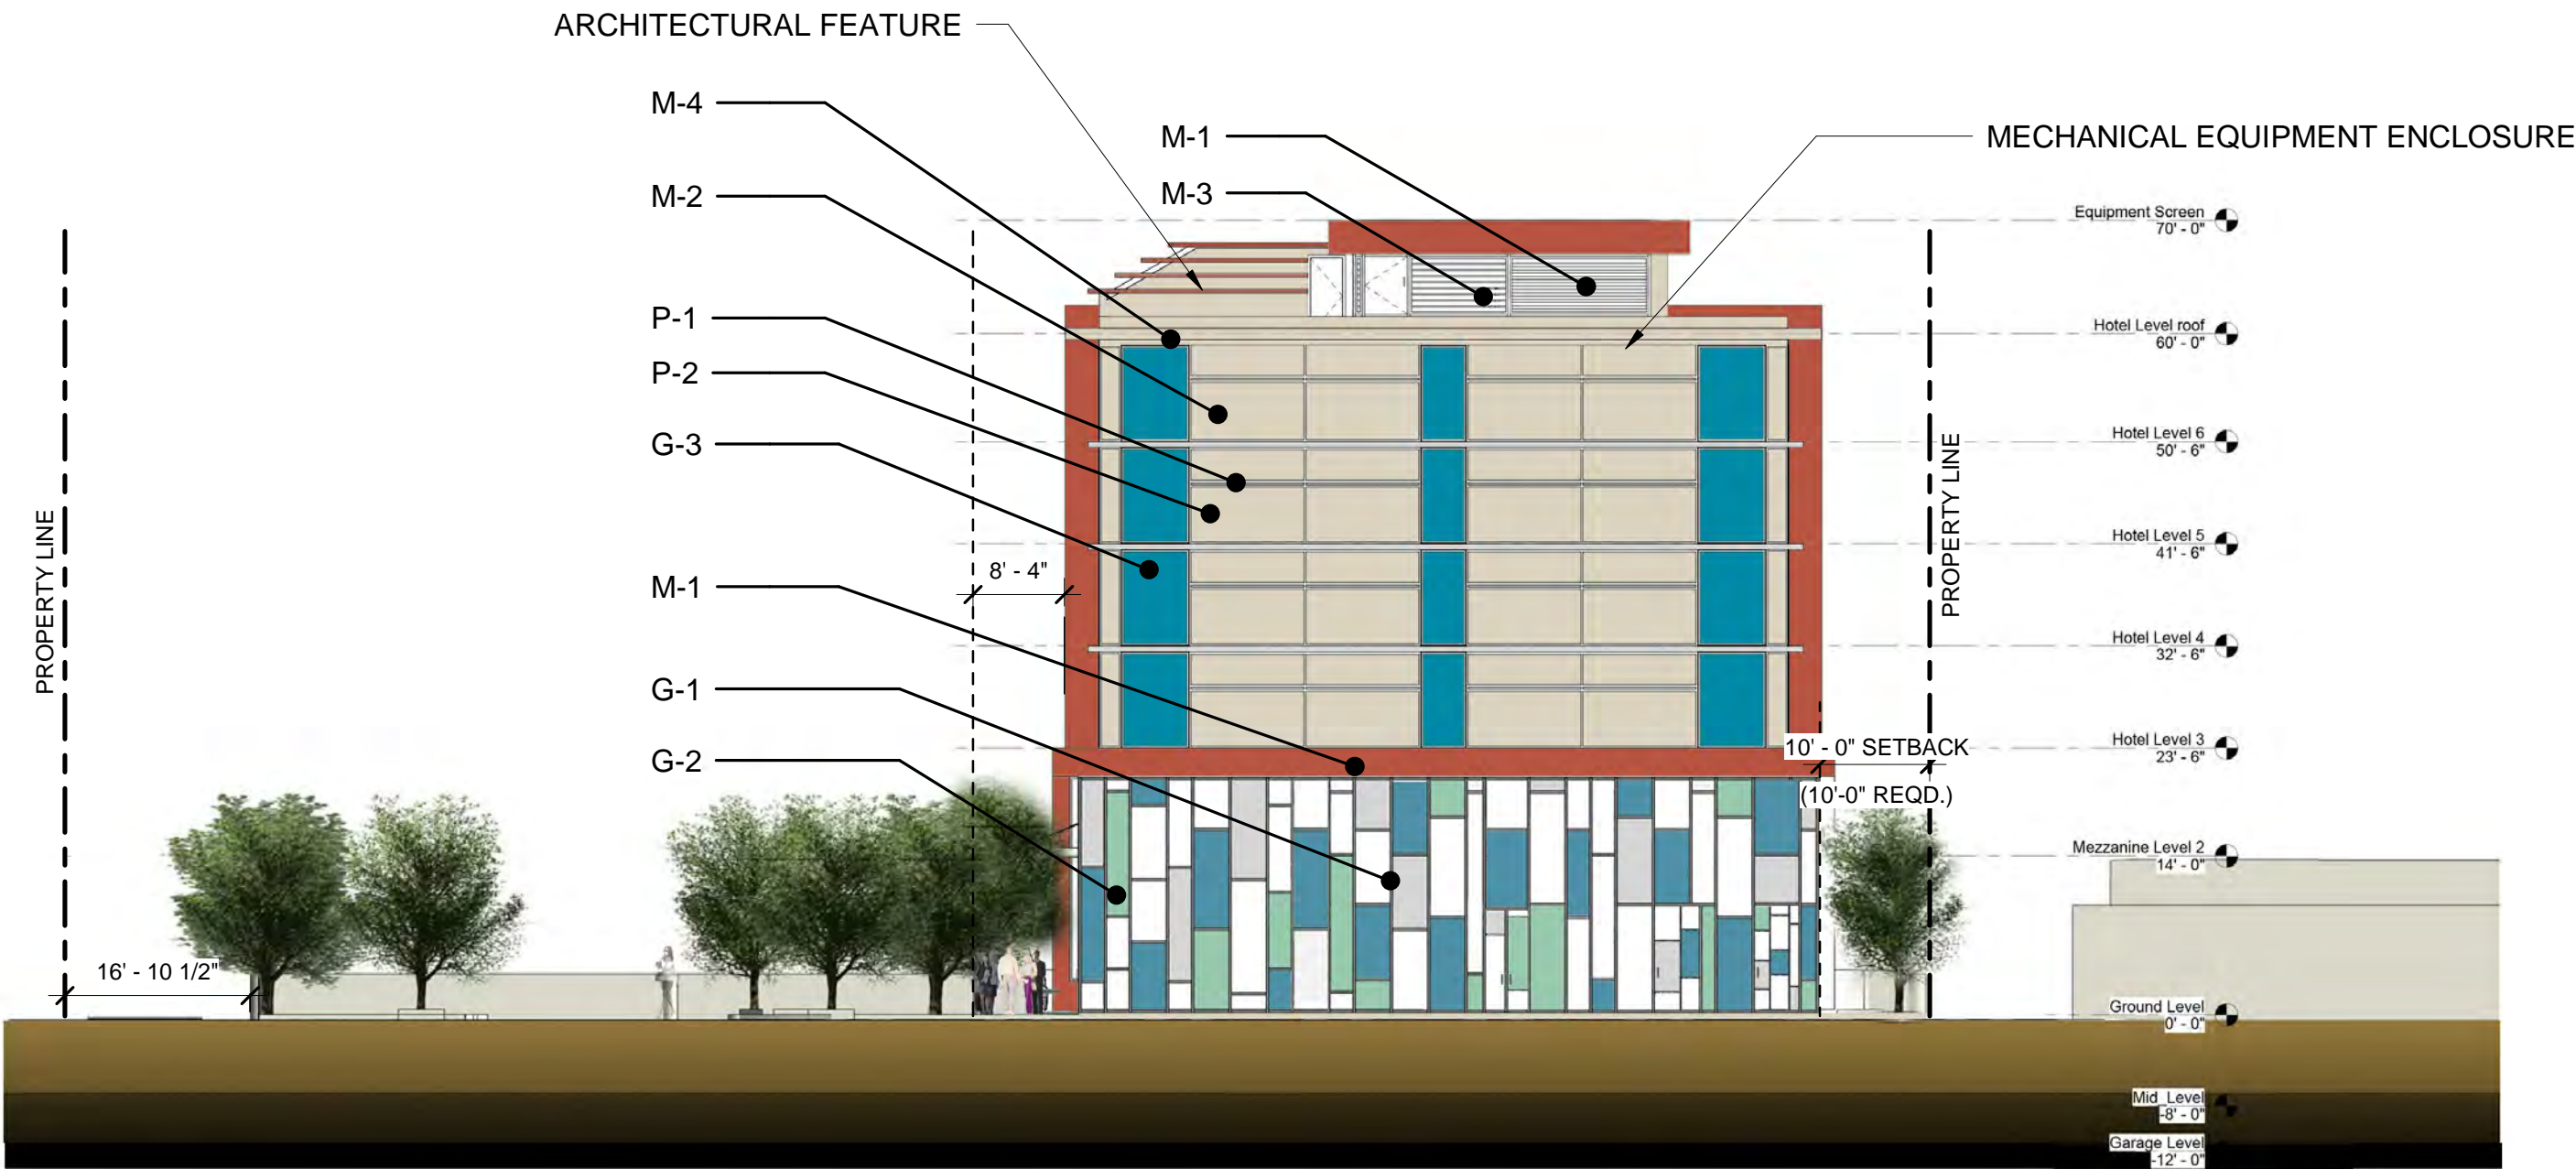 ARCHITECTURAL FEATURE
M-4
M-1
MECHANICAL EQUIPMENT ENCLOSURE
M-2
M-3
Equipment Screen
70' - 0"
P-1
Hotel Level roof
60' - 0"
P-2
G-3
Hotel Level 6
50' - 6"
PROPERTY LINE
PROPERTY LINE
Hotel Level 5
41' - 6"
8' - 4"
M-1
Hotel Level 4
32' - 6"
G-1
G-2
10' - 0" SETBACK
(10'-0" REQD.)
Hotel Level 3
23' - 6"
Mezzanine Level 2
14' - 0"
16' - 10 1/2"
Ground Level
0' - 0"
Mid_Level
-8' - 0"
Garage Level
-12' - 0"